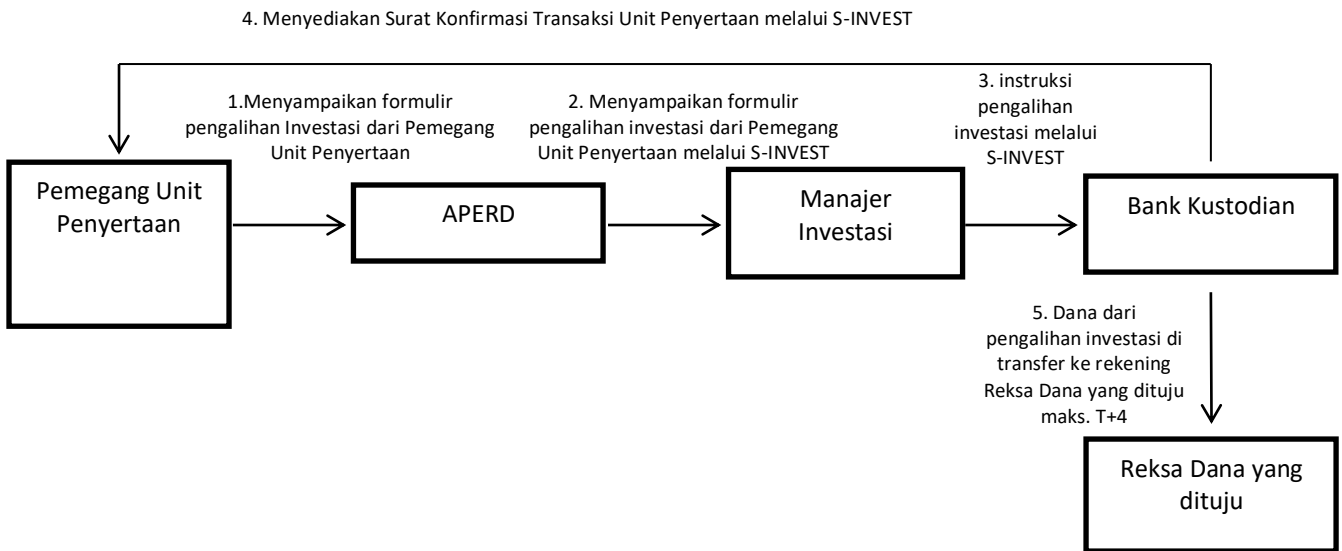 4. Menyediakan Surat Konfirmasi Transaksi Unit Penyertaan melalui S-INVEST
1.Menyampaikan formulir
pengalihan Investasi dari Pemegang
Unit Penyertaan
2. Menyampaikan formulir
pengalihan investasi dari Pemegang
Unit Penyertaan melalui S-INVEST
3. instruksi
pengalihan
investasi melalui
S-INVEST
Pemegang Unit
Penyertaan
APERD
Manajer
Investasi
Bank Kustodian
5. Dana dari
pengalihan investasi di
transfer ke rekening
Reksa Dana yang dituju
maks. T+4
Reksa Dana yang
dituju